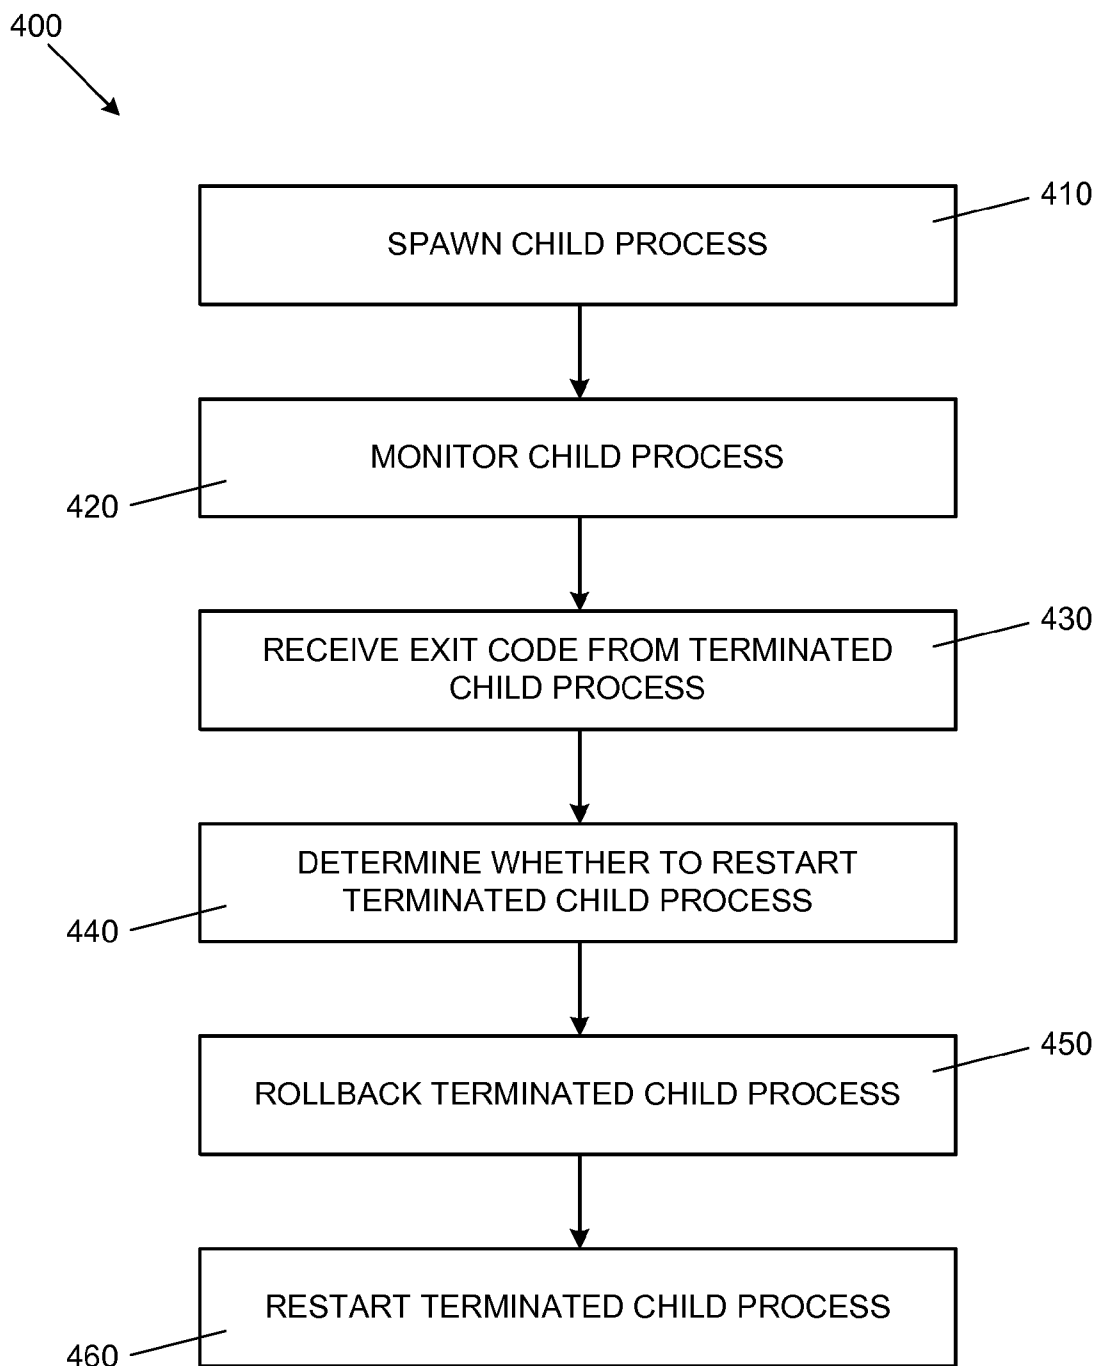 400
410
SPAWN CHILD PROCESS
MONITOR CHILD PROCESS
420
430
RECEIVE EXIT CODE FROM TERMINATED
CHILD PROCESS
DETERMINE WHETHER TO RESTART
TERMINATED CHILD PROCESS
440
450
ROLLBACK TERMINATED CHILD PROCESS
RESTART TERMINATED CHILD PROCESS
460